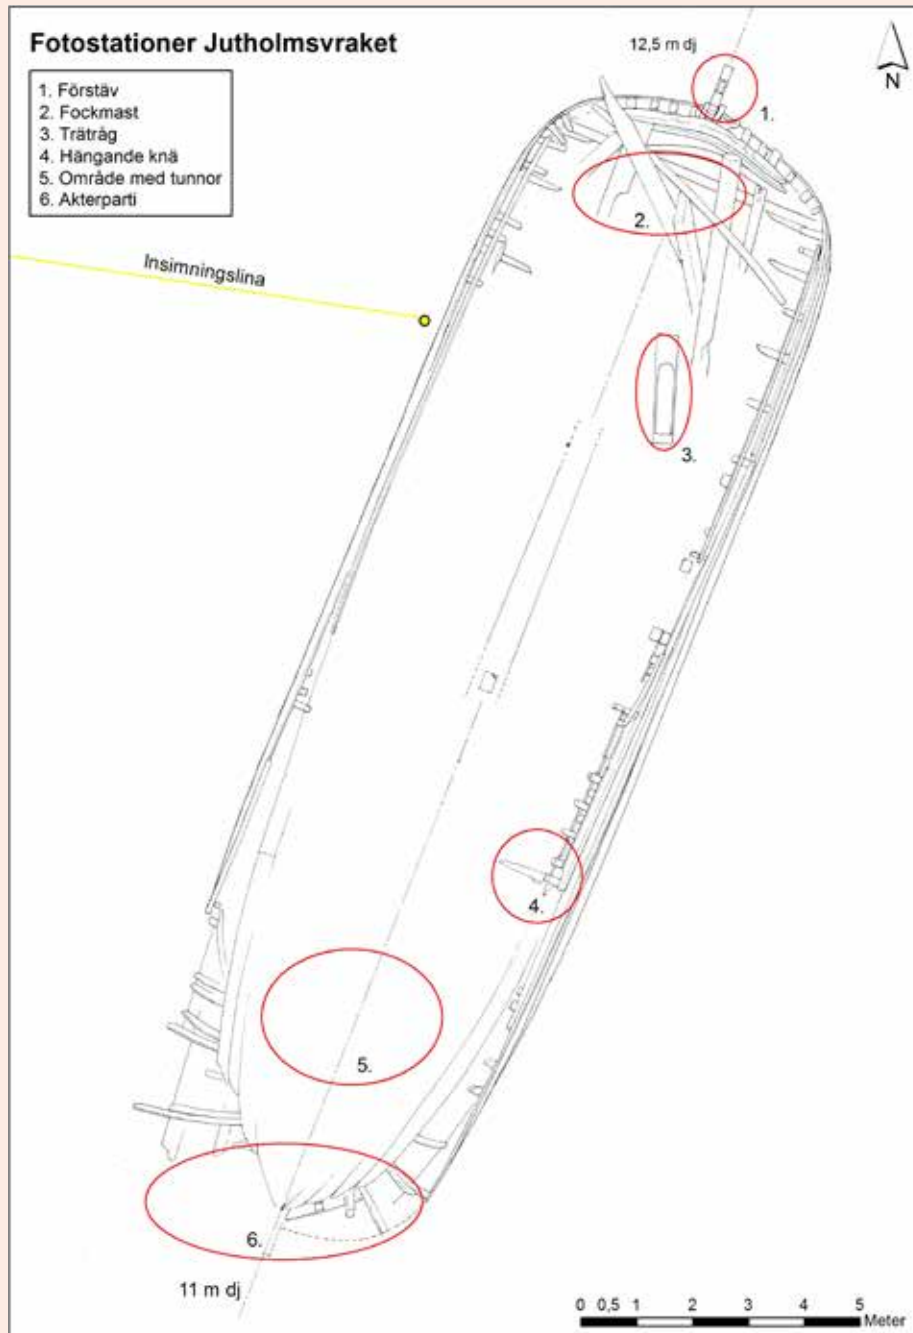 Fotostationer Jutholmsvraket
1. Förstäv
2. Fockmast
3. Trätråg
4. Hängande knä
5. Område med tunnor
6. Akterparti
12,5 m dj
N
1.
2.
Insimningslina
3.
4.
5.
6.
11 m dj
0 0,5 1 2 3 4 5
Meter